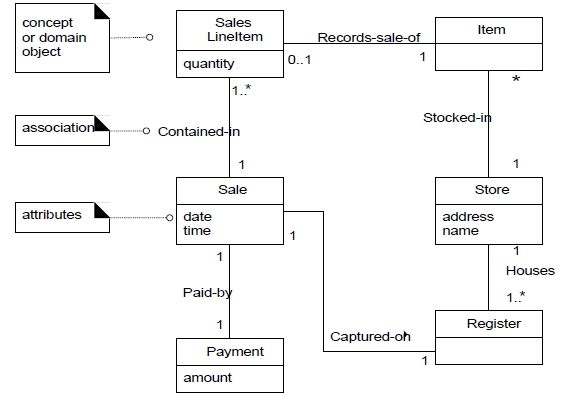 concept
or domain
object
Sales
LineItem
quantity
Records-sale-of
0..1
1
Item
1..*
*
Stocked-in
association
Contained-in
1
1
attributes
Sale
date
time
1
1
Store
address
name
1
Houses
1..*
Paid-by
1
Captured-on
*
1
Register
Payment
amount